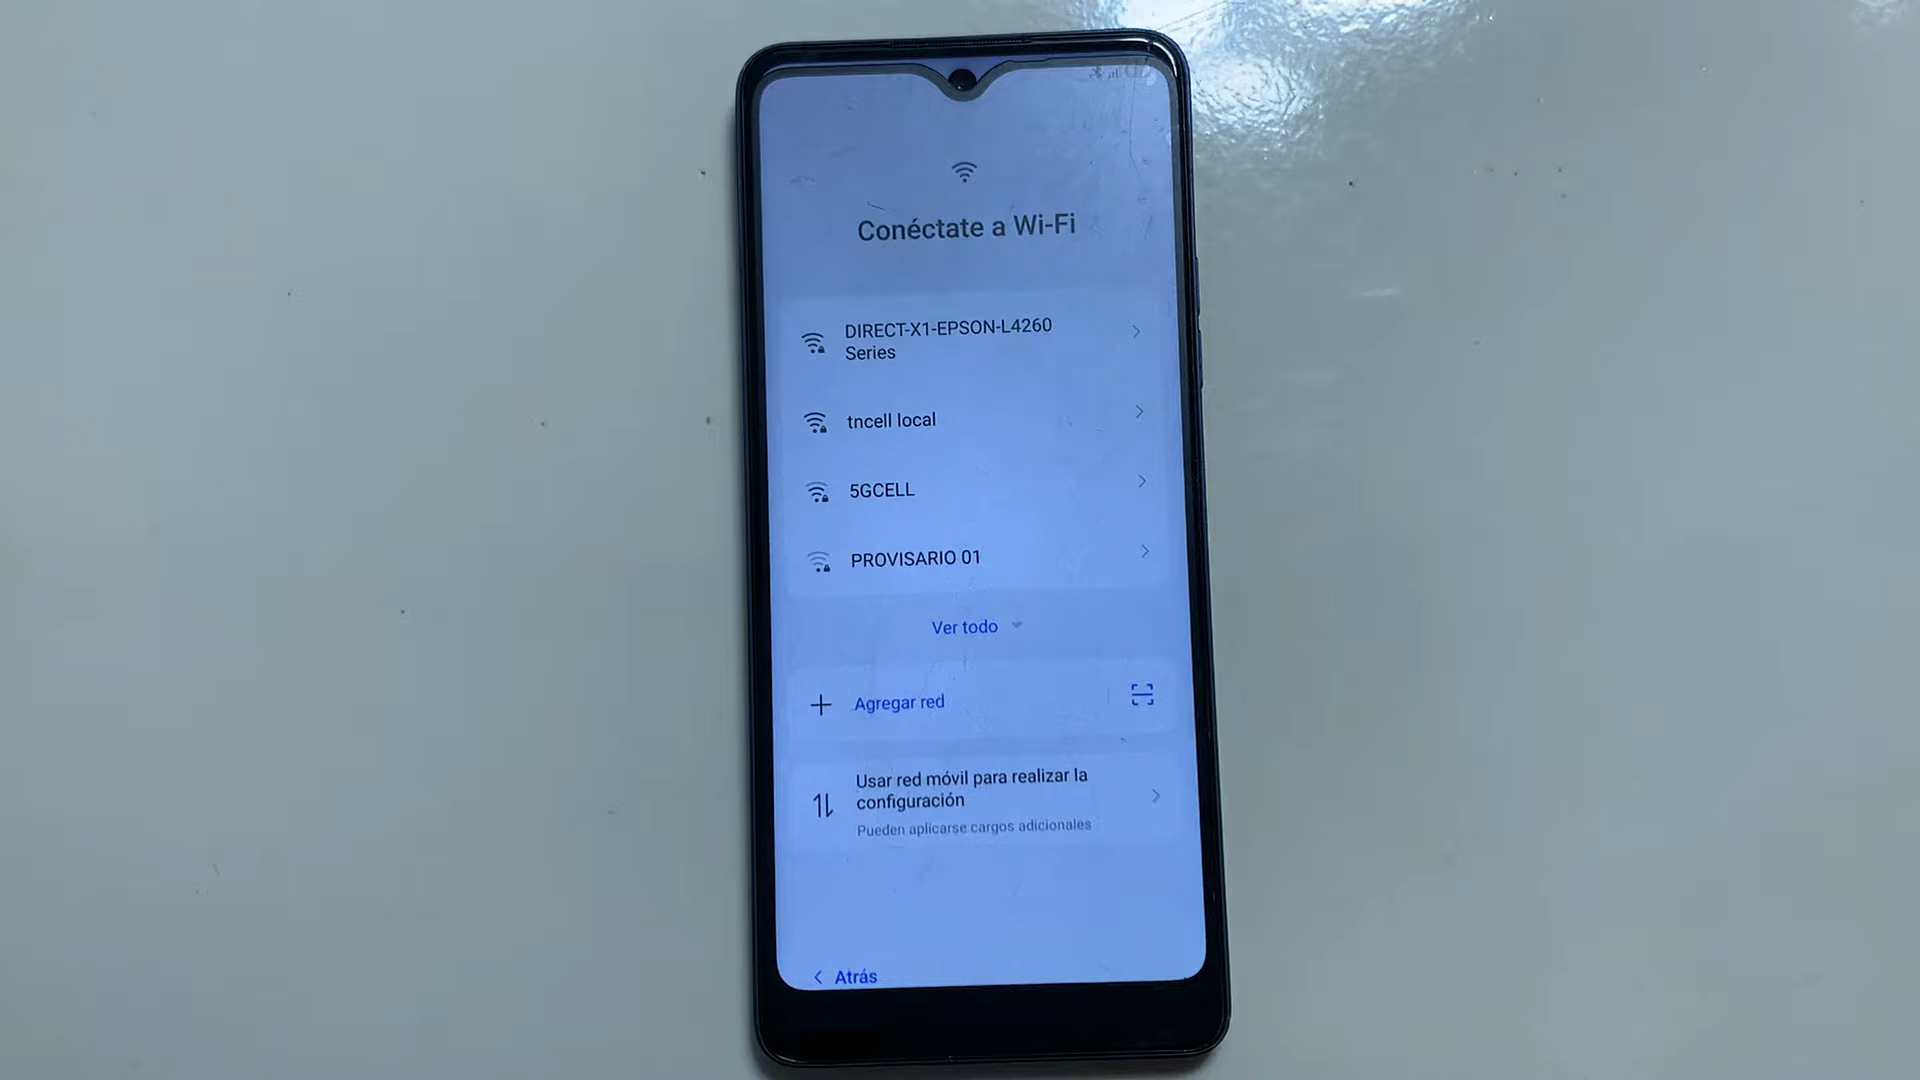 Conéctate a Wi-Fi
DIRECT-X1-EPSON-L4260
Series
tncell local
5GCELL
PROVISARIO 01
Ver todo
Agregar red
Usar red móvil para realizar la
configuración
Pueden aplicarse cargos adicionales
Atrás